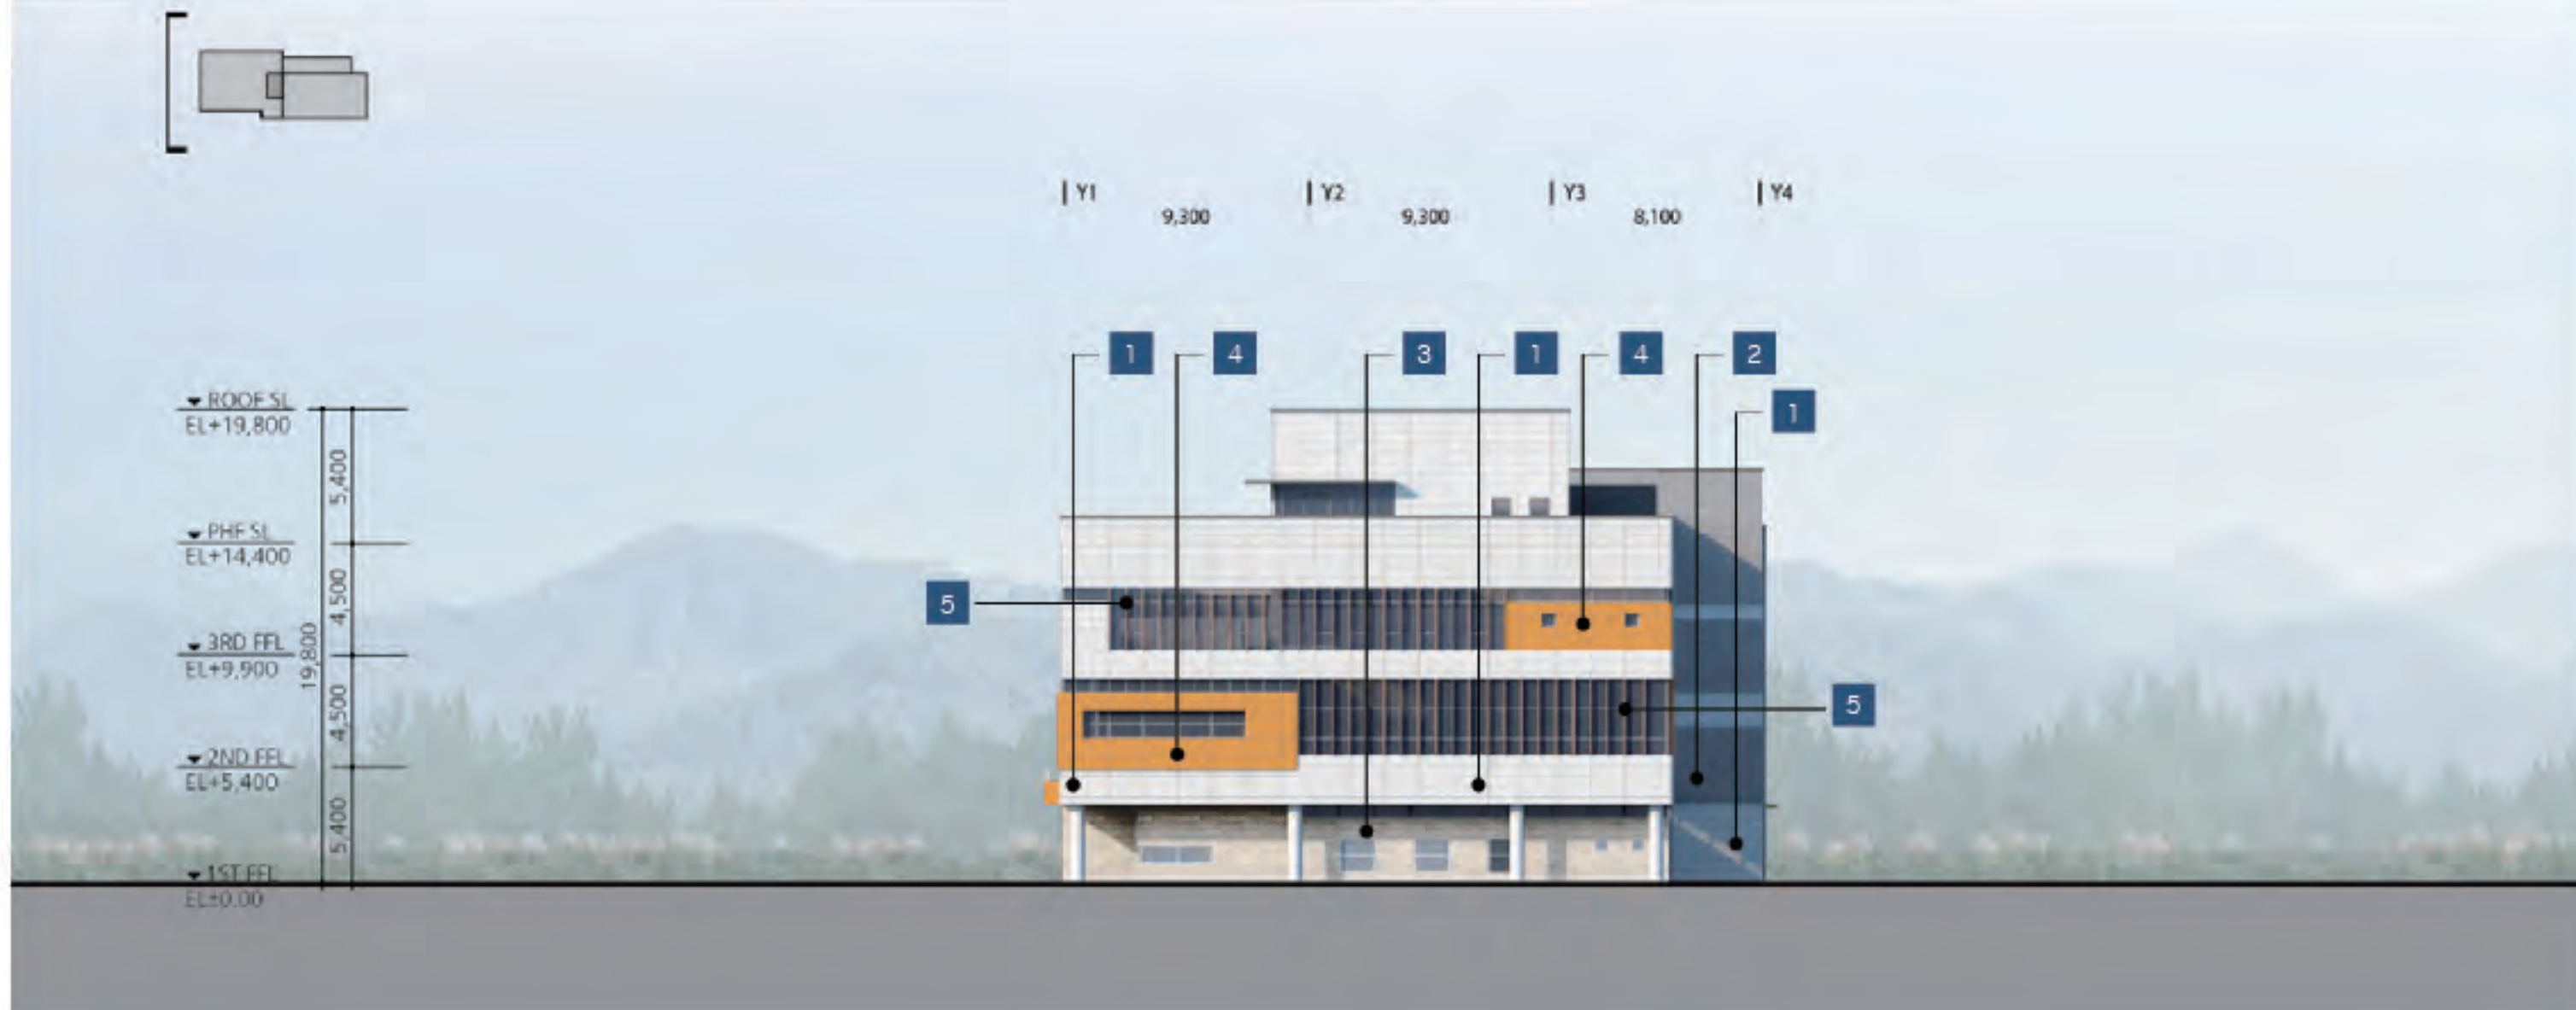 Y1
Y2
Y3
Y4
9,300
9,300
8,100
1
4
3
1
4
2
1
ROOF SL
EL+19,800
5,400
PHF SL
EL+14,400
4,500
5
3RD FFL
EL+9,900
19,800
4,500
5
2ND FFL
EL+5,400
5,400
1ST FFL
EL±0.00